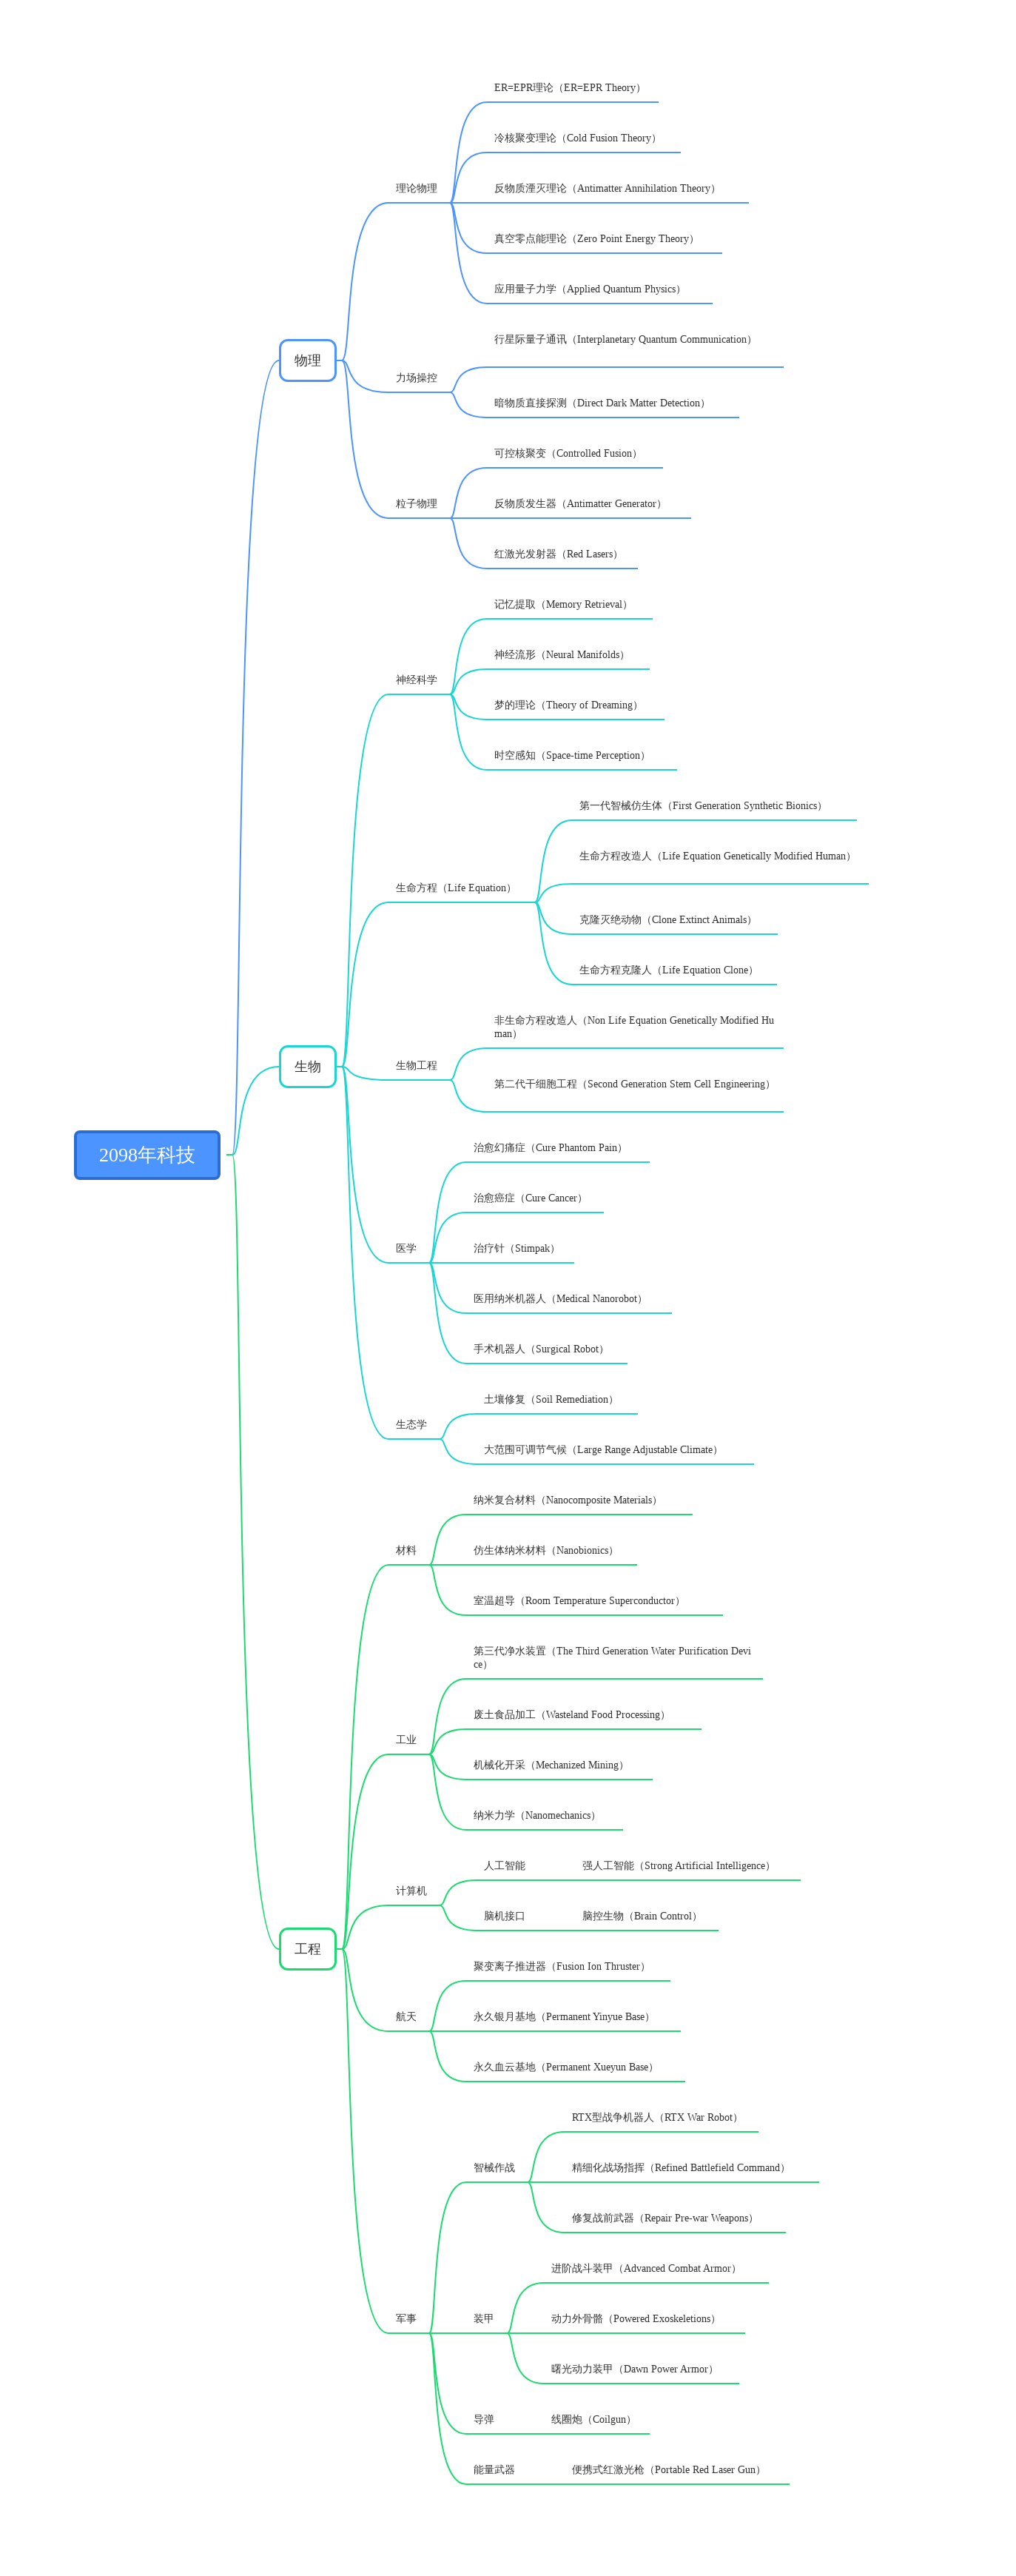 ER=EPR理论（ER=EPR Theory）
冷核聚变理论（Cold Fusion Theory）
理论物理
反物质湮灭理论（Antimatter Annihilation Theory）
真空零点能理论（Zero Point Energy Theory）
应用量子力学（Applied Quantum Physics）
行星际量子通讯（Interplanetary Quantum Communication）
物理
力场操控
暗物质直接探测（Direct Dark Matter Detection）
可控核聚变（Controlled Fusion）
粒子物理
反物质发生器（Antimatter Generator）
红激光发射器（Red Lasers）
记忆提取（Memory Retrieval）
神经流形（Neural Manifolds）
神经科学
梦的理论（Theory of Dreaming）
时空感知（Space-time Perception）
第一代智械仿生体（First Generation Synthetic Bionics）
生命方程改造人（Life Equation Genetically Modified Human）
生命方程（Life Equation）
克隆灭绝动物（Clone Extinct Animals）
生命方程克隆人（Life Equation Clone）
非生命方程改造人（Non Life Equation Genetically Modified Hu
man）
生物
生物工程
第二代干细胞工程（Second Generation Stem Cell Engineering）
治愈幻痛症（Cure Phantom Pain）
2098年科技
治愈癌症（Cure Cancer）
医学
治疗针（Stimpak）
医用纳米机器人（Medical Nanorobot）
手术机器人（Surgical Robot）
土壤修复（Soil Remediation）
生态学
大范围可调节气候（Large Range Adjustable Climate）
纳米复合材料（Nanocomposite Materials）
材料
仿生体纳米材料（Nanobionics）
室温超导（Room Temperature Superconductor）
第三代净水装置（The Third Generation Water Purification Devi
ce）
废土食品加工（Wasteland Food Processing）
工业
机械化开采（Mechanized Mining）
纳米力学（Nanomechanics）
人工智能
强人工智能（Strong Artificial Intelligence）
计算机
脑机接口
脑控生物（Brain Control）
工程
聚变离子推进器（Fusion Ion Thruster）
航天
永久银月基地（Permanent Yinyue Base）
永久血云基地（Permanent Xueyun Base）
RTX型战争机器人（RTX War Robot）
智械作战
精细化战场指挥（Refined Battlefield Command）
修复战前武器（Repair Pre-war Weapons）
进阶战斗装甲（Advanced Combat Armor）
军事
装甲
动力外骨骼（Powered Exoskeletions）
曙光动力装甲（Dawn Power Armor）
导弹
线圈炮（Coilgun）
能量武器
便携式红激光枪（Portable Red Laser Gun）